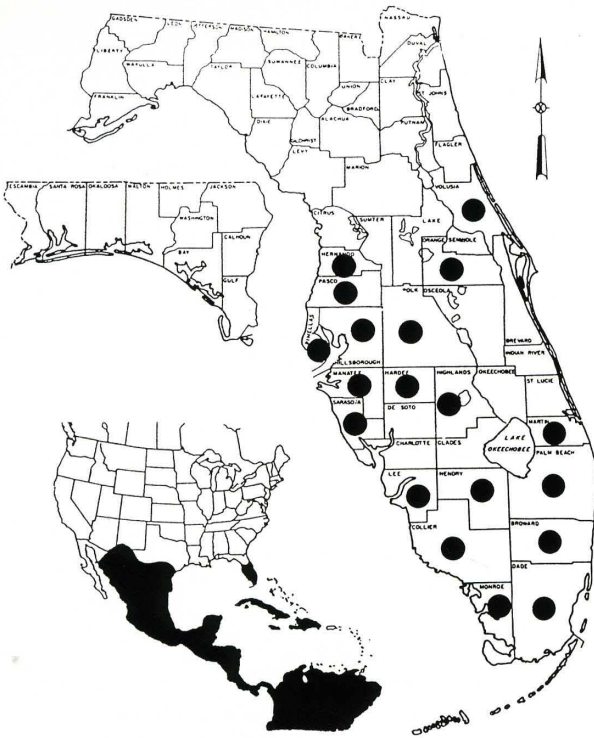 NASSAU
GADSDEN
LEON
JEFFERSON
MADISON
HAMILTON
BAKER
DUVAL
LIBERTY
WAKULLA
TAYLOR
SUWANNEE
COLUMBIA
UNION
CLAY
ST JOHNS
FRANKLIN
LAFAYETTE
BRADFORD
DIXIE
GILCHRIST
ALACHUA
PUTNAM
LEVY
FLAGLER
MARION
VOLUSIA
ESCAMBIA
SANTA ROSA
OKALOOSA
WALTON
HOLMES
JACKSON
WASHINGTON
BAY
CALHOUN
GULF
CITRUS
SUMTER
LAKE
ORANGE
SEMINOLE
HERNANDO
PASCO
POLK
OSCEOLA
PINELLAS
HILLSBOROUGH
BREVARD
INDIAN RIVER
MANATEE
HARDEE
HIGHLANDS
OKEECHOBEE
ST LUCIE
SARASOTA
DE SOTO
MARTIN
CHARLOTTE
GLADES
LAKE
OKEECHOBEE
PALM BEACH
LEE
HENDRY
COLLIER
BROWARD
DADE
MONROE